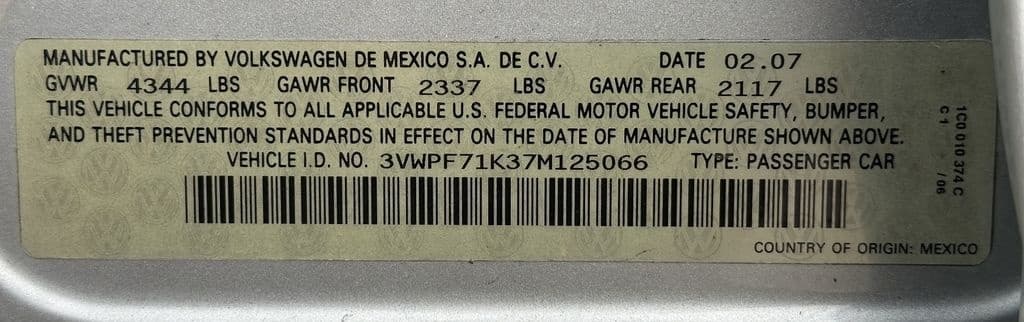 MANUFACTURED BY VOLKSWAGEN DE MEXICO S.A. DE C.V. DATE 02.07
GVWR 4344 LBS GAWR FRONT 2337 LBS GAWR REAR 2117 LBS
THIS VEHICLE CONFORMS TO ALL APPLICABLE U.S. FEDERAL MOTOR VEHICLE SAFETY, BUMPER,
AND THEFT PREVENTION STANDARDS IN EFFECT ON THE DATE OF MANUFACTURE SHOWN ABOVE.
VEHICLE I.D. NO. 3VWPF71K37M125066 TYPE: PASSENGER CAR
COUNTRY OF ORIGIN: MEXICO
1C0 010 374 C
C 1 / 06